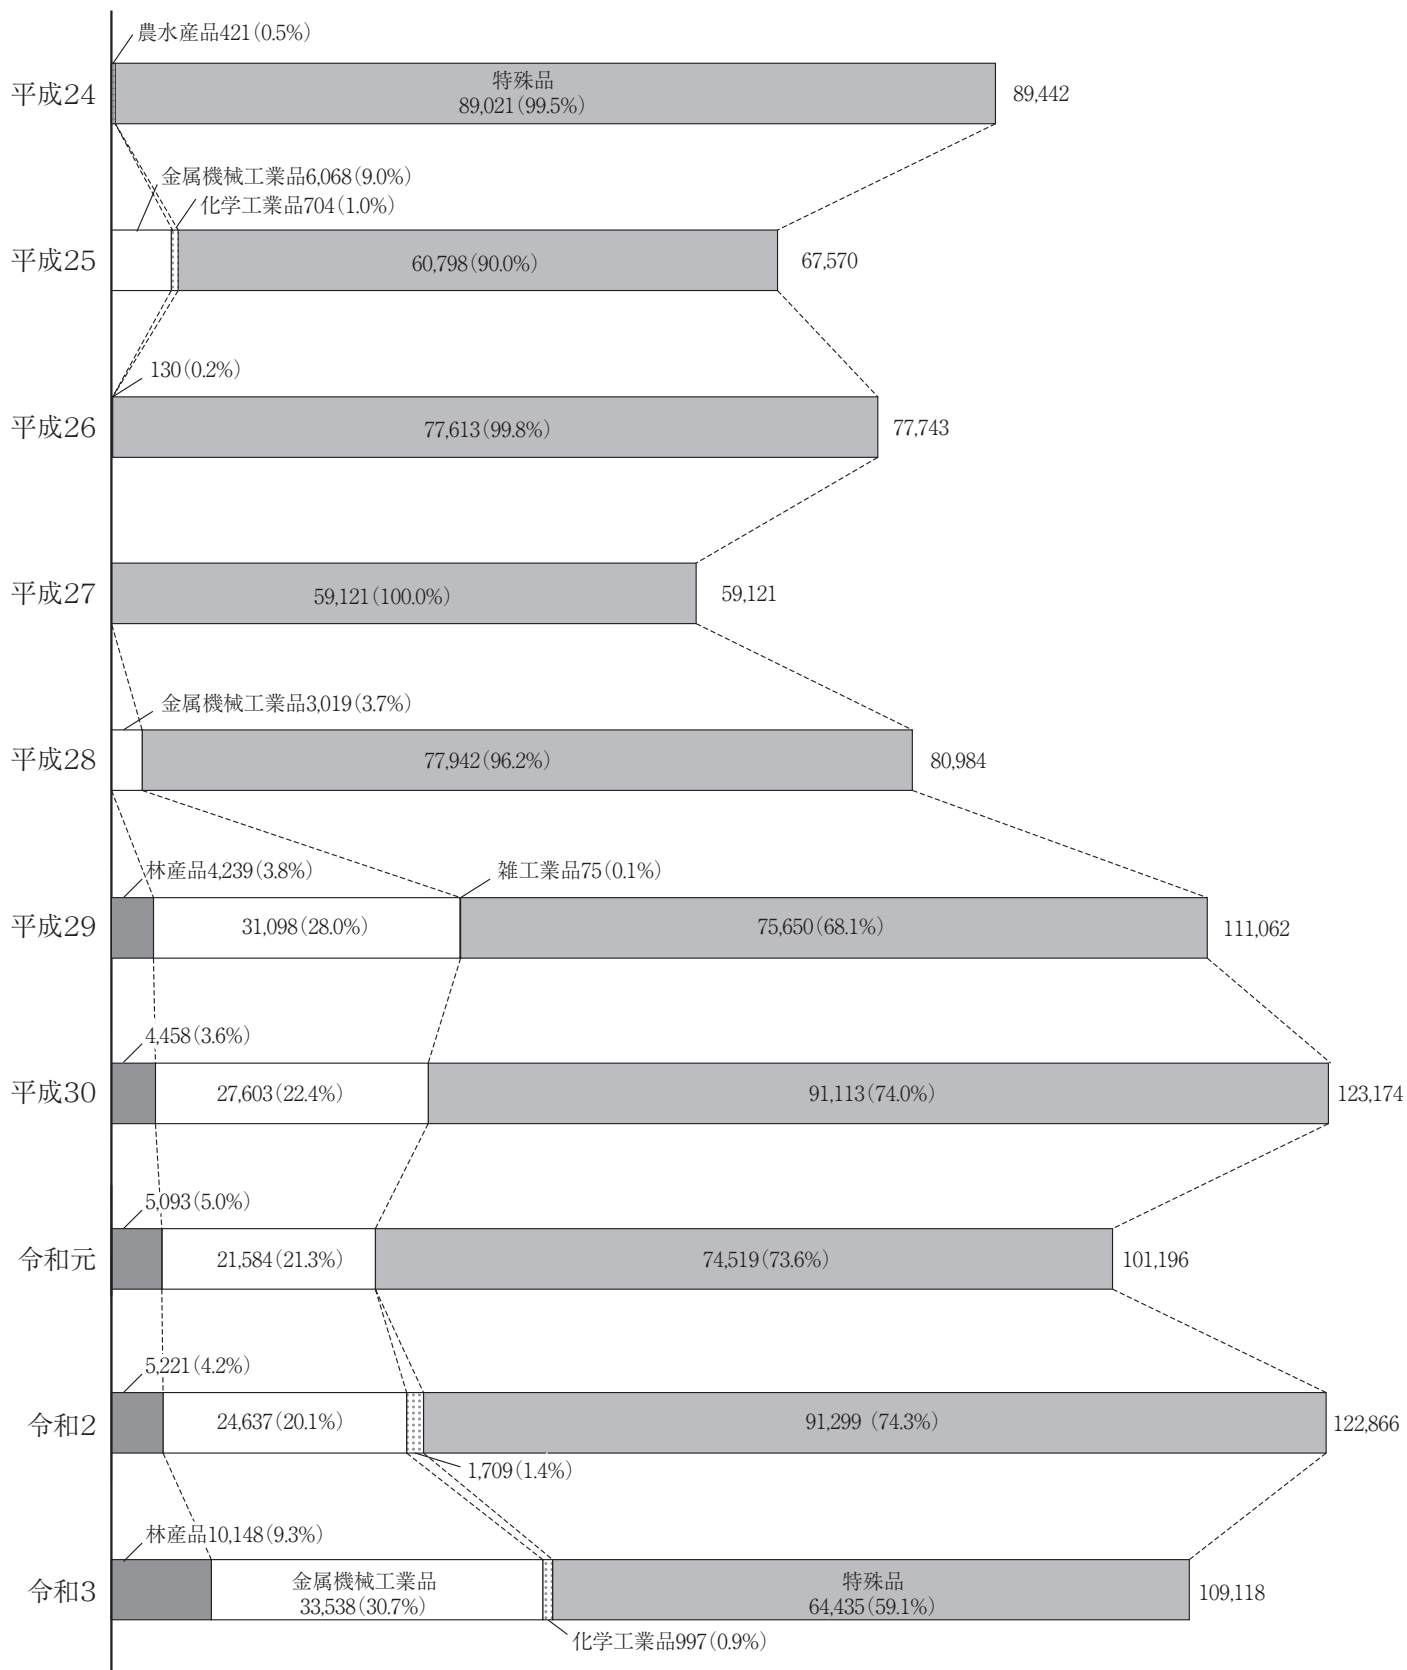 農水産品421(0.5%)
平成24
特殊品
89,021(99.5%)
89,442
金属機械工業品6,068(9.0%)
化学工業品704(1.0%)
平成25
60,798(90.0%)
67,570
130(0.2%)
平成26
77,613(99.8%)
77,743
平成27
59,121(100.0%)
59,121
金属機械工業品3,019(3.7%)
平成28
77,942(96.2%)
80,984
林産品4,239(3.8%)
雑工業品75(0.1%)
平成29
31,098(28.0%)
75,650(68.1%)
111,062
4,458(3.6%)
平成30
27,603(22.4%)
91,113(74.0%)
123,174
5,093(5.0%)
令和元
21,584(21.3%)
74,519(73.6%)
101,196
5,221(4.2%)
令和2
24,637(20.1%)
91,299 (74.3%)
122,866
1,709(1.4%)
林産品10,148(9.3%)
令和3
金属機械工業品
33,538(30.7%)
特殊品
64,435(59.1%)
109,118
化学工業品997(0.9%)